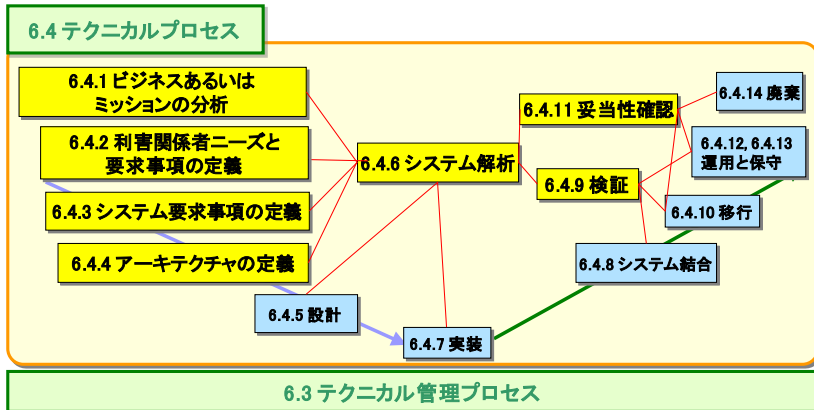 6.4 テクニカルプロセス
6.4.1 ビジネスあるいは
ミッションの分析
6.4.2 利害関係者ニーズと
要求事項の定義
6.4.3 システム要求事項の定義
6.4.4 アーキテクチャの定義
6.4.5 設計
6.4.6 システム解析
6.4.7 実装
6.4.11 妥当性確認
6.4.9 検証
6.4.14 廃棄
6.4.12, 6.4.13
運用と保守
6.4.10 移行
6.4.8 システム結合
6.3 テクニカル管理プロセス